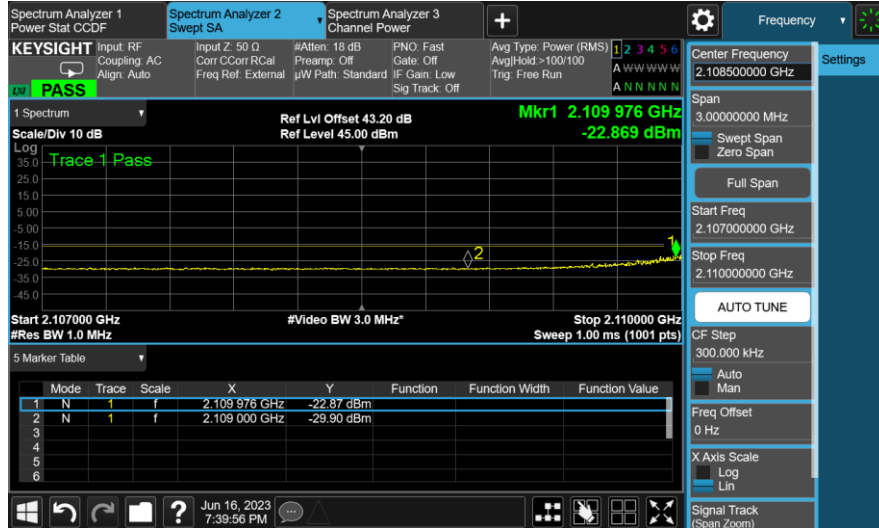 Spectrum Analyzer 1
Power Stat CCDF
Spectrum Analyzer 2
Swept SA
Spectrum Analyzer 3
Channel Power
Frequency
KEYSIGHT
Input: RF
Coupling: AC
Align: Auto
Input Z: 50 Ω
Corr CCorr RCal
Freq Ref: External
#Atten: 18 dB
Preamp: Off
µW Path: Standard
PNO: Fast
Gate: Off
IF Gain: Low
Sig Track: Off
Avg Type: Power (RMS)
Avg|Hold:>100/100
Trig: Free Run
1 2 3 4 5 6
A W W W W W
A N N N N N
LXI
PASS
1 Spectrum
Scale/Div 10 dB
Ref Lvl Offset 43.20 dB
Ref Level 45.00 dBm
Mkr1 2.109 976 GHz
-22.869 dBm
Log
Trace 1 Pass
35.0
25.0
15.0
5.00
-5.00
-15.0
-25.0
-35.0
-45.0
1
2
Start 2.107000 GHz
#Res BW 1.0 MHz
#Video BW 3.0 MHz*
Stop 2.110000 GHz
Sweep 1.00 ms (1001 pts)
5 Marker Table
Mode Trace Scale X Y Function Function Width Function Value
1 N 1 f 2.109 976 GHz -22.87 dBm
2 N 1 f 2.109 000 GHz -29.90 dBm
3
4
5
6
?
Jun 16, 2023
7:39:56 PM
Center Frequency
2.108500000 GHz
Settings
Span
3.00000000 MHz
Swept Span
Zero Span
Full Span
Start Freq
2.107000000 GHz
Stop Freq
2.110000000 GHz
AUTO TUNE
CF Step
300.000 kHz
Auto
Man
Freq Offset
0 Hz
X Axis Scale
Log
Lin
Signal Track
(Span Zoom)